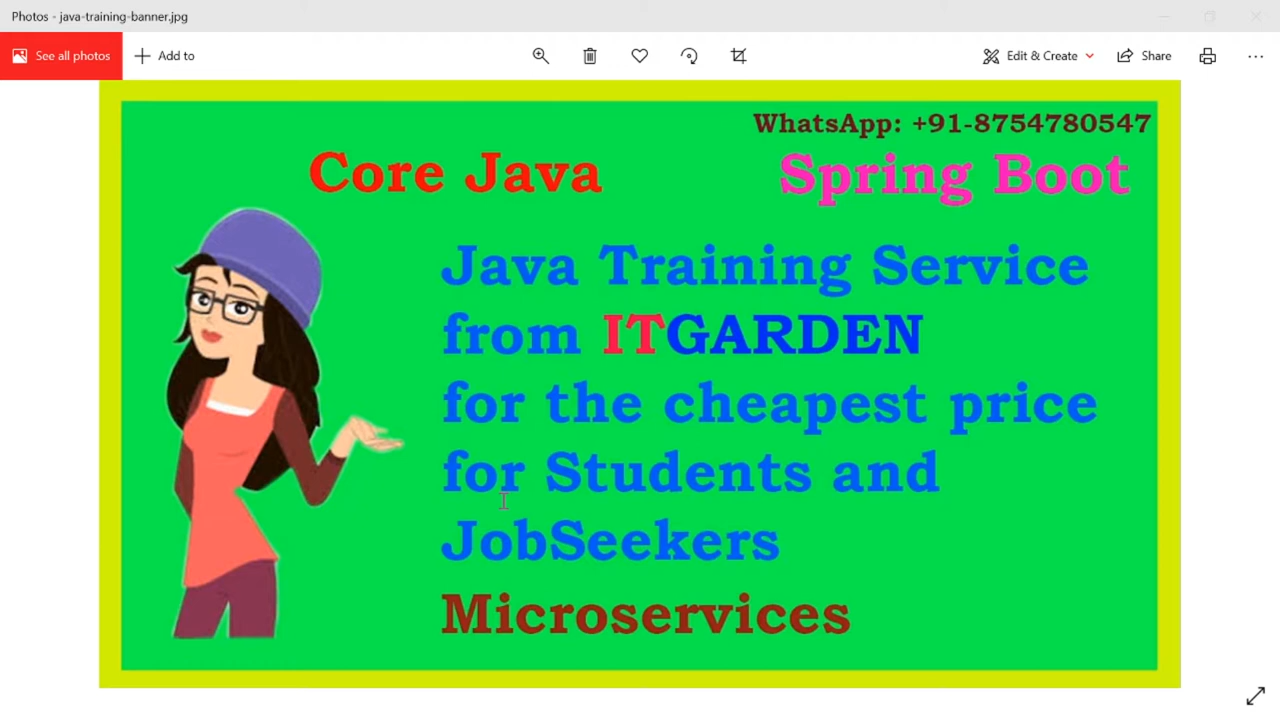 Photos - java-training-banner.jpg
See all photos
Add to
Edit & Create
Share
WhatsApp: +91-8754780547
Core Java
Spring Boot
Java Training Service
from ITGARDEN
for the cheapest price
for Students and
JobSeekers
Microservices